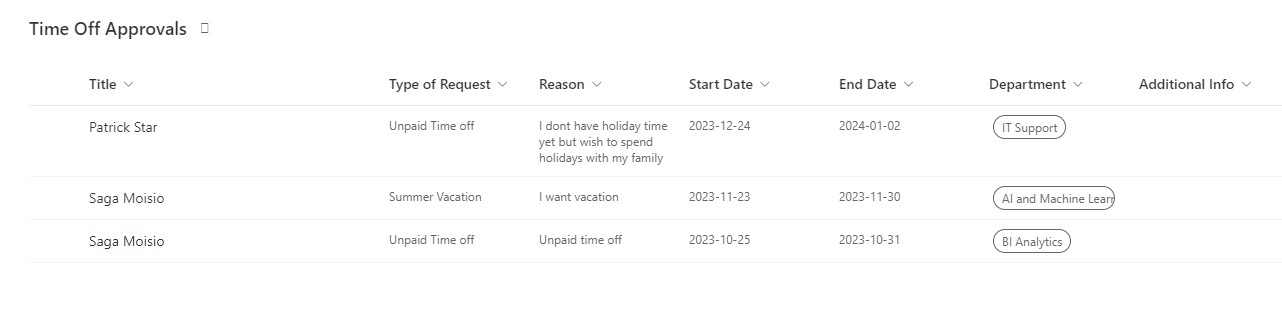 Time Off Approvals
Title Type of Request Reason Start Date End Date Department Additional Info
Patrick Star Unpaid Time off I dont have holiday time 2023-12-24 2024-01-02 IT Support
yet but wish to spend
holidays with my family
Saga Moisio Summer Vacation I want vacation 2023-11-23 2023-11-30 AI and Machine Lear
Saga Moisio Unpaid Time off Unpaid time off 2023-10-25 2023-10-31 BI Analytics